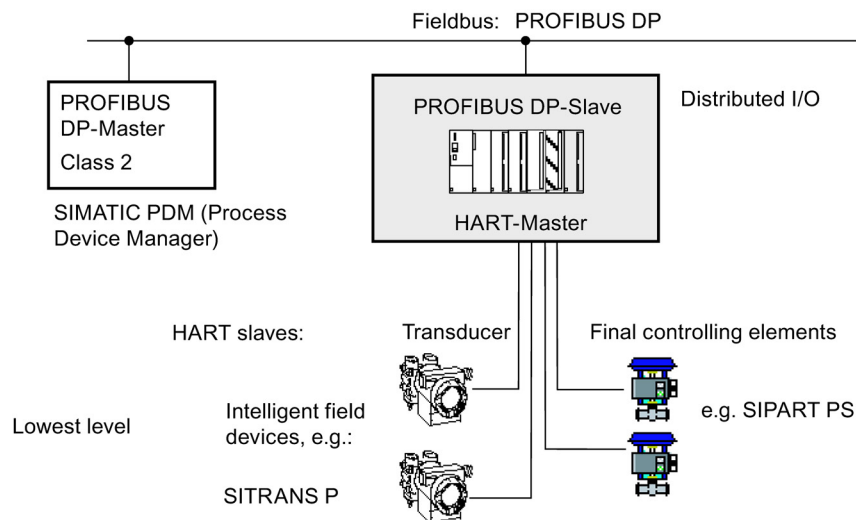 Fieldbus: PROFIBUS DP
PROFIBUS
DP-Master
Class 2
SIMATIC PDM (Process
Device Manager)
PROFIBUS DP-Slave
HART-Master
Distributed I/O
HART slaves:
Transducer
Final controlling elements
Lowest level
Intelligent field
devices, e.g.:
SITRANS P
e.g. SIPART PS